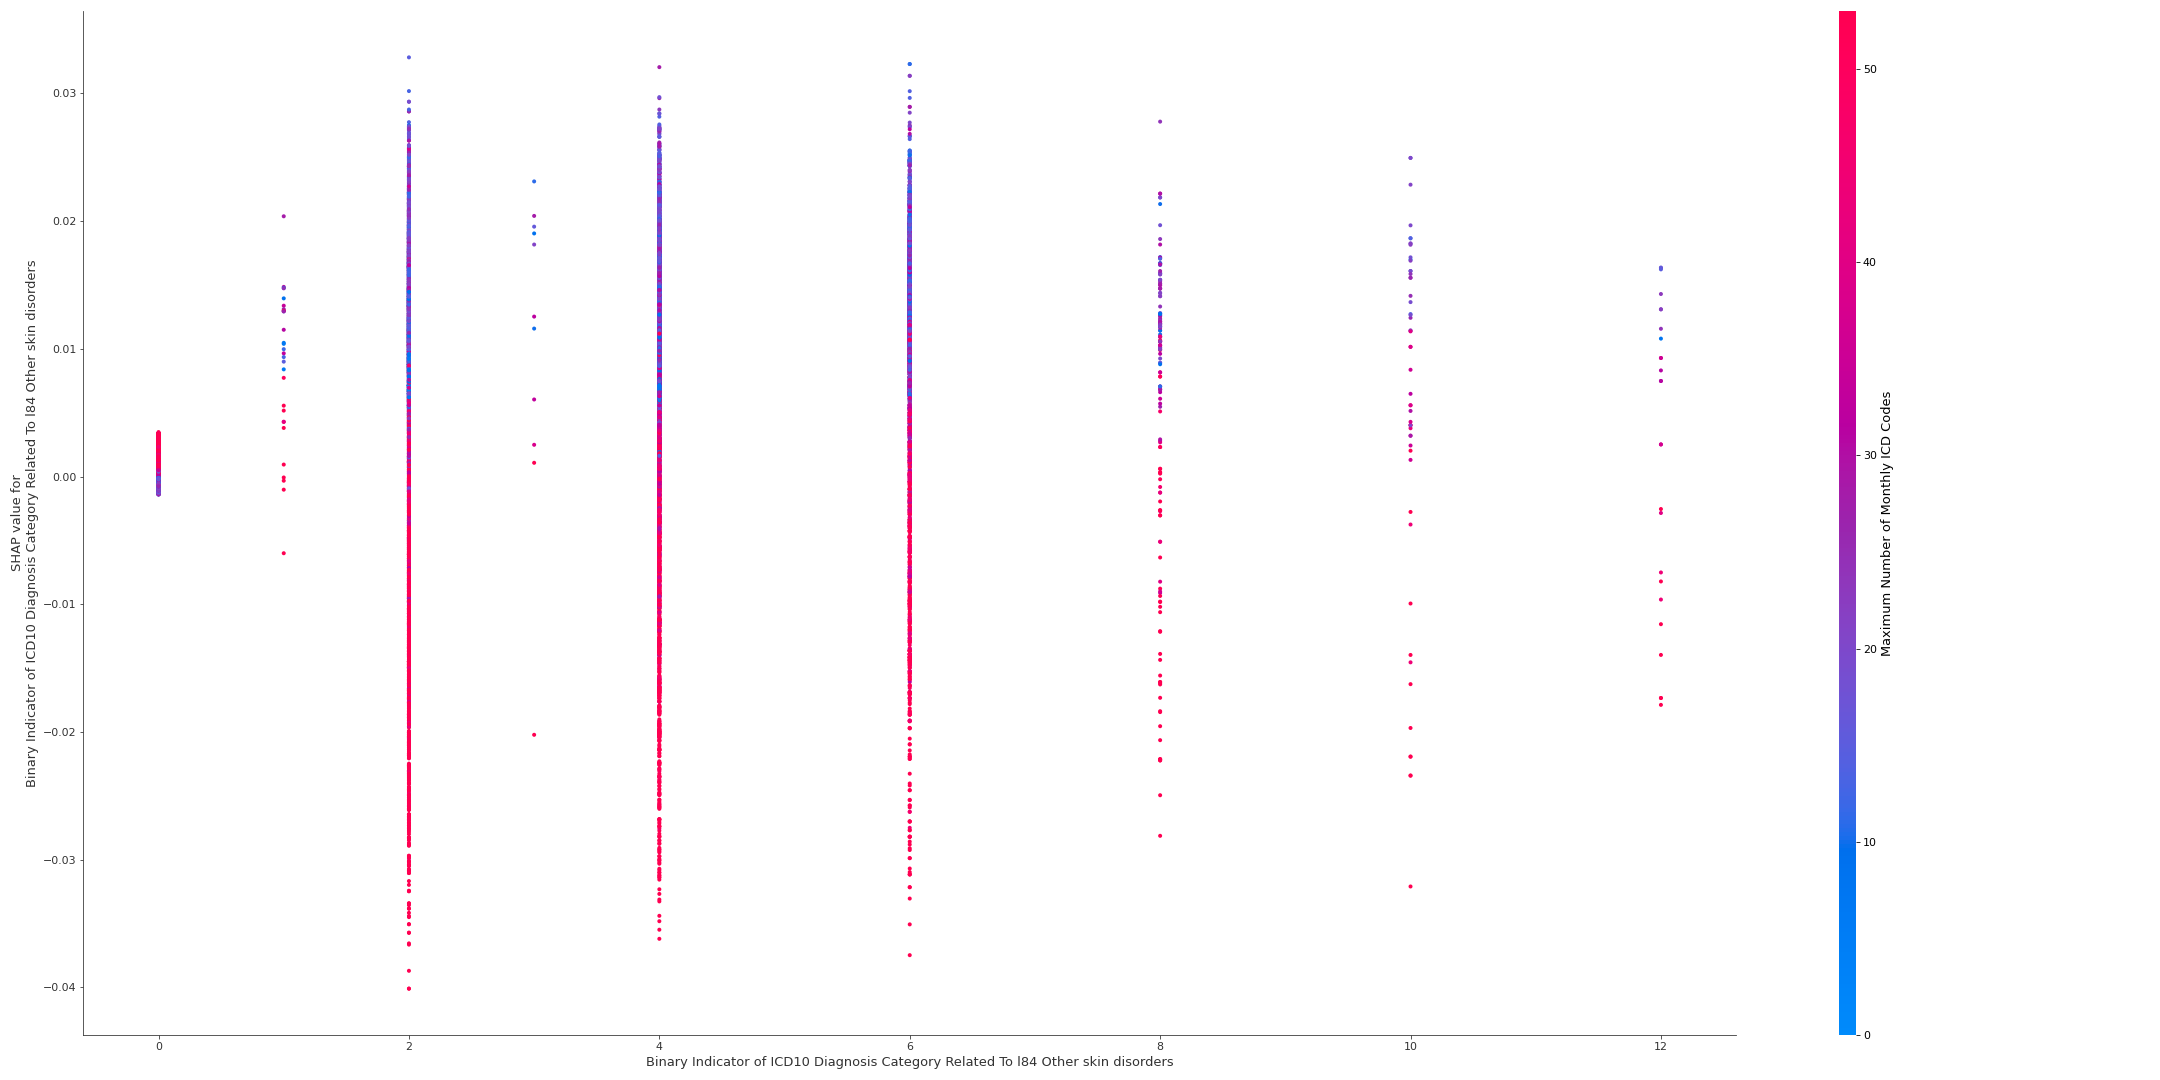 SHAP value for
Binary Indicator of ICD10 Diagnosis Category Related To l84 Other skin disorders
0.03
0.02
0.01
0.00
−0.01
−0.02
−0.03
−0.04
0 2 4 6 8 10 12
Binary Indicator of ICD10 Diagnosis Category Related To l84 Other skin disorders
50
40
30
20
10
0
Maximum Number of Monthly ICD Codes